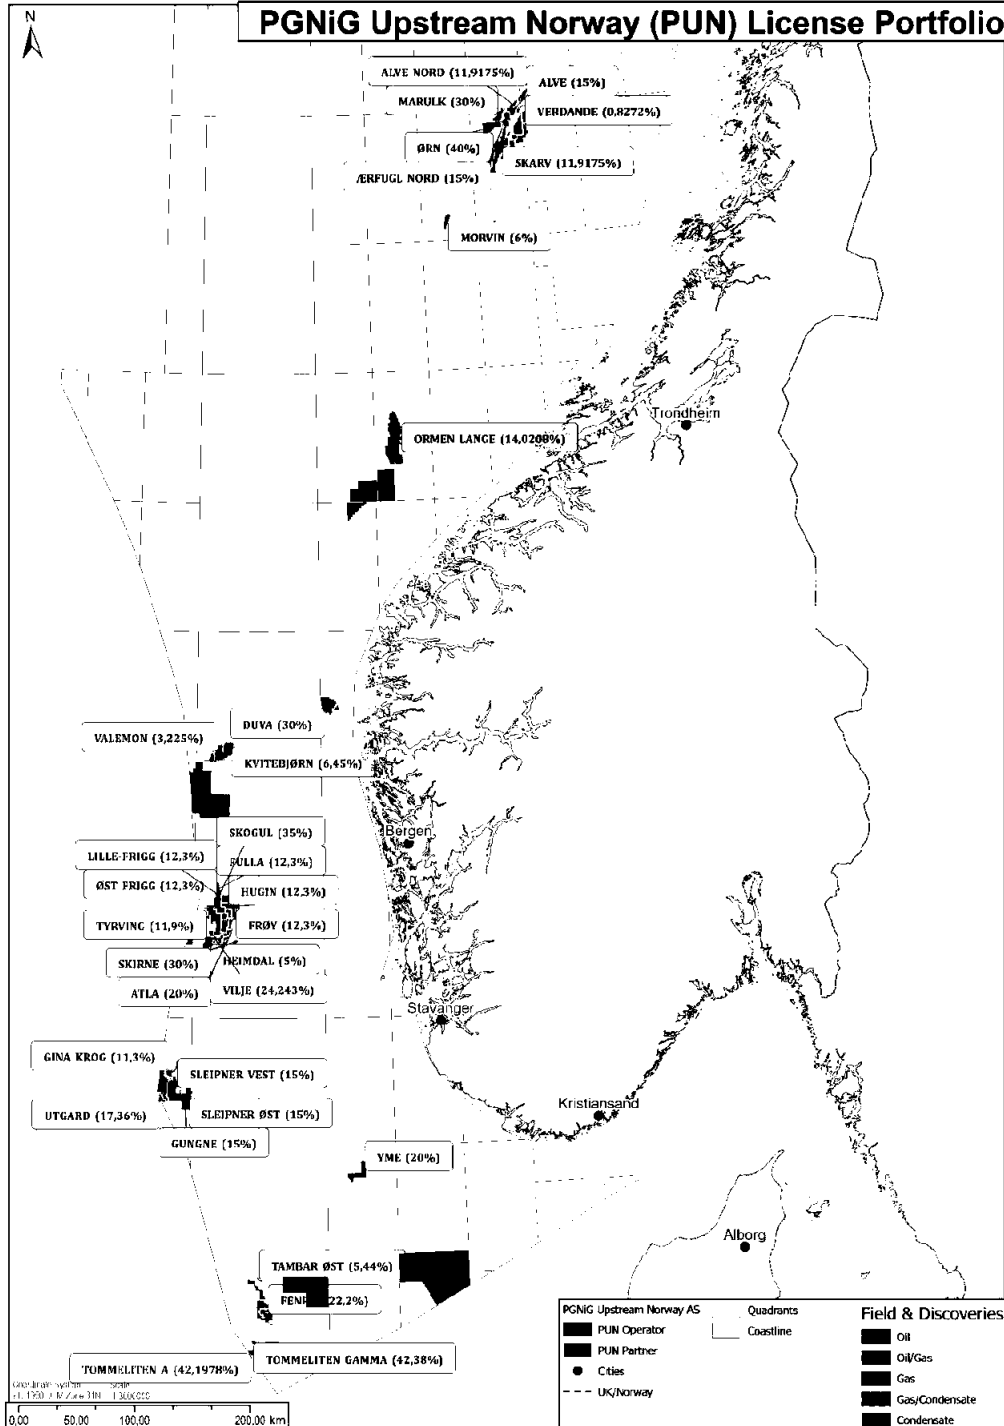 N
PGNiG Upstream Norway (PUN) License Portfolio
ALVE NORD (11,9175%)
ALVE (15%)
MARULK (30%)
VERDANDE (0,8272%)
ØRN (40%)
SKARV (11,9175%)
ÆRFUGL NORD (15%)
MORVIN (6%)
Trondheim
ORMEN LANGE (14,0208%)
DUVA (30%)
VALEMON (3,225%)
KVITEBJØRN (6,45%)
SKOGUL (35%)
Bergen
LILLE-FRIGG (12,3%)
FULLA (12,3%)
ØST FRIGG (12,3%)
HUGIN (12,3%)
TYRVING (11,9%)
FRØY (12,3%)
SKIRNE (30%)
HEIMDAL (5%)
ATLA (20%)
VILJE (24,243%)
Stavanger
GINA KROG (11,3%)
SLEIPNER VEST (15%)
UTGARD (17,36%)
SLEIPNER ØST (15%)
GUNGNE (15%)
Kristiansand
YME (20%)
Alborg
TAMBAR ØST (5,44%)
22,2%)
TOMMELITEN A (42,1978%)
TOMMELITEN GAMMA (42,38%)
0,00 50,00 100,00 200,00 km
PGNiG Upstream Norway AS
PUN Operator
PUN Partner
Cities
UK/Norway
Quadrants
Coastline
Field & Discoveries
Oil
Oil/Gas
Gas
Gas/Condensate
Condensate